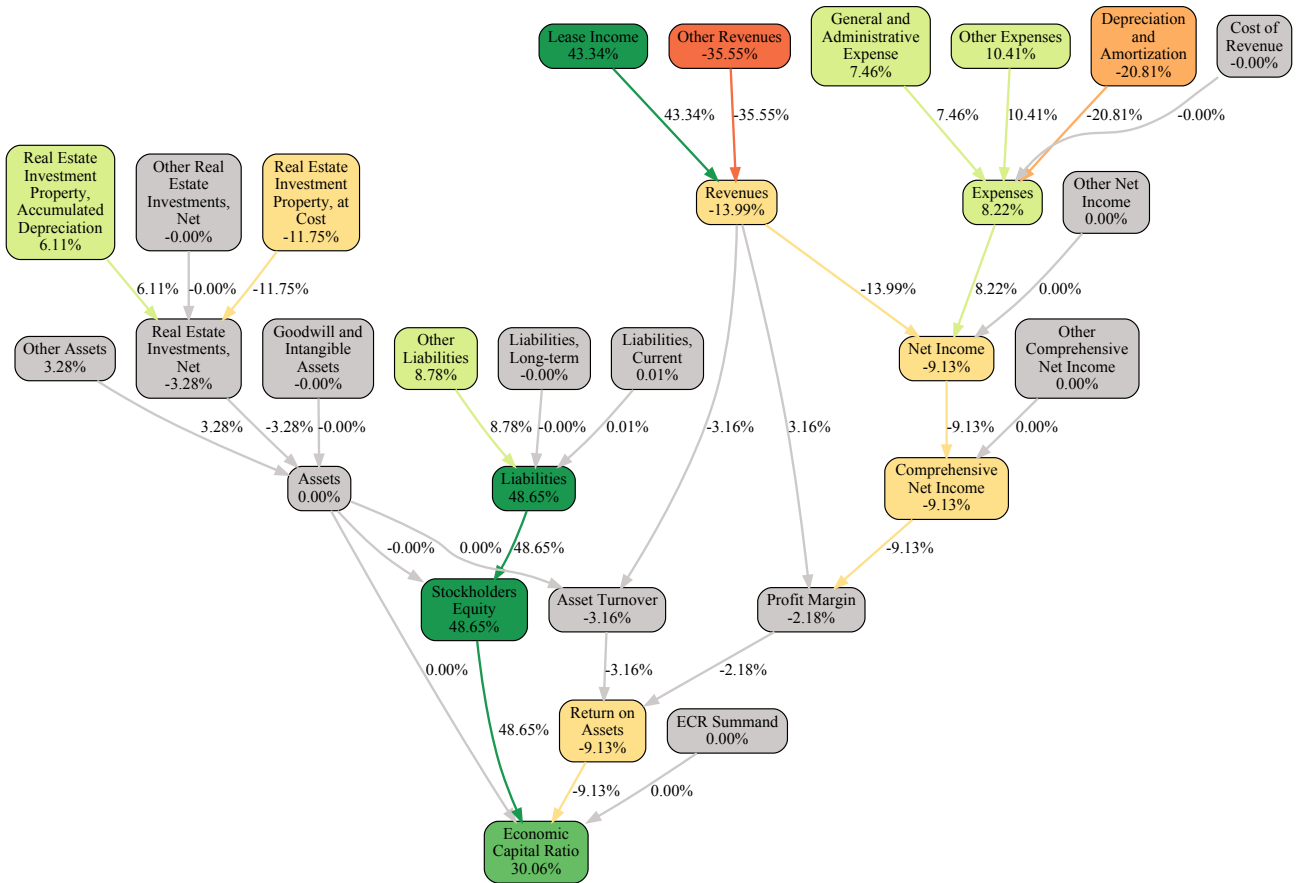 Lease Income
43.34%
Other Revenues
-35.55%
General and
Administrative
Expense
7.46%
Other Expenses
10.41%
Depreciation
and
Amortization
-20.81%
Cost of
Revenue
-0.00%
43.34%
-35.55%
7.46%
10.41%
-20.81%
-0.00%
Real Estate
Investment
Property,
Accumulated
Depreciation
6.11%
Other Real
Estate
Investments,
Net
-0.00%
Real Estate
Investment
Property, at
Cost
-11.75%
Revenues
-13.99%
Expenses
8.22%
Other Net
Income
0.00%
6.11%
-0.00%
-11.75%
-13.99%
8.22%
0.00%
Other Assets
3.28%
Real Estate
Investments,
Net
-3.28%
Goodwill and
Intangible
Assets
-0.00%
Other
Liabilities
8.78%
Liabilities,
Long-term
-0.00%
Liabilities,
Current
0.01%
Net Income
-9.13%
Other
Comprehensive
Net Income
0.00%
3.28%
-3.28%
-0.00%
8.78%
-0.00%
0.01%
-3.16%
3.16%
-9.13%
0.00%
Assets
0.00%
Liabilities
48.65%
Comprehensive
Net Income
-9.13%
-0.00%
0.00%
48.65%
-9.13%
Stockholders
Equity
48.65%
Asset Turnover
-3.16%
Profit Margin
-2.18%
0.00%
-3.16%
-2.18%
48.65%
Return on
Assets
-9.13%
ECR Summand
0.00%
-9.13%
0.00%
Economic
Capital Ratio
30.06%